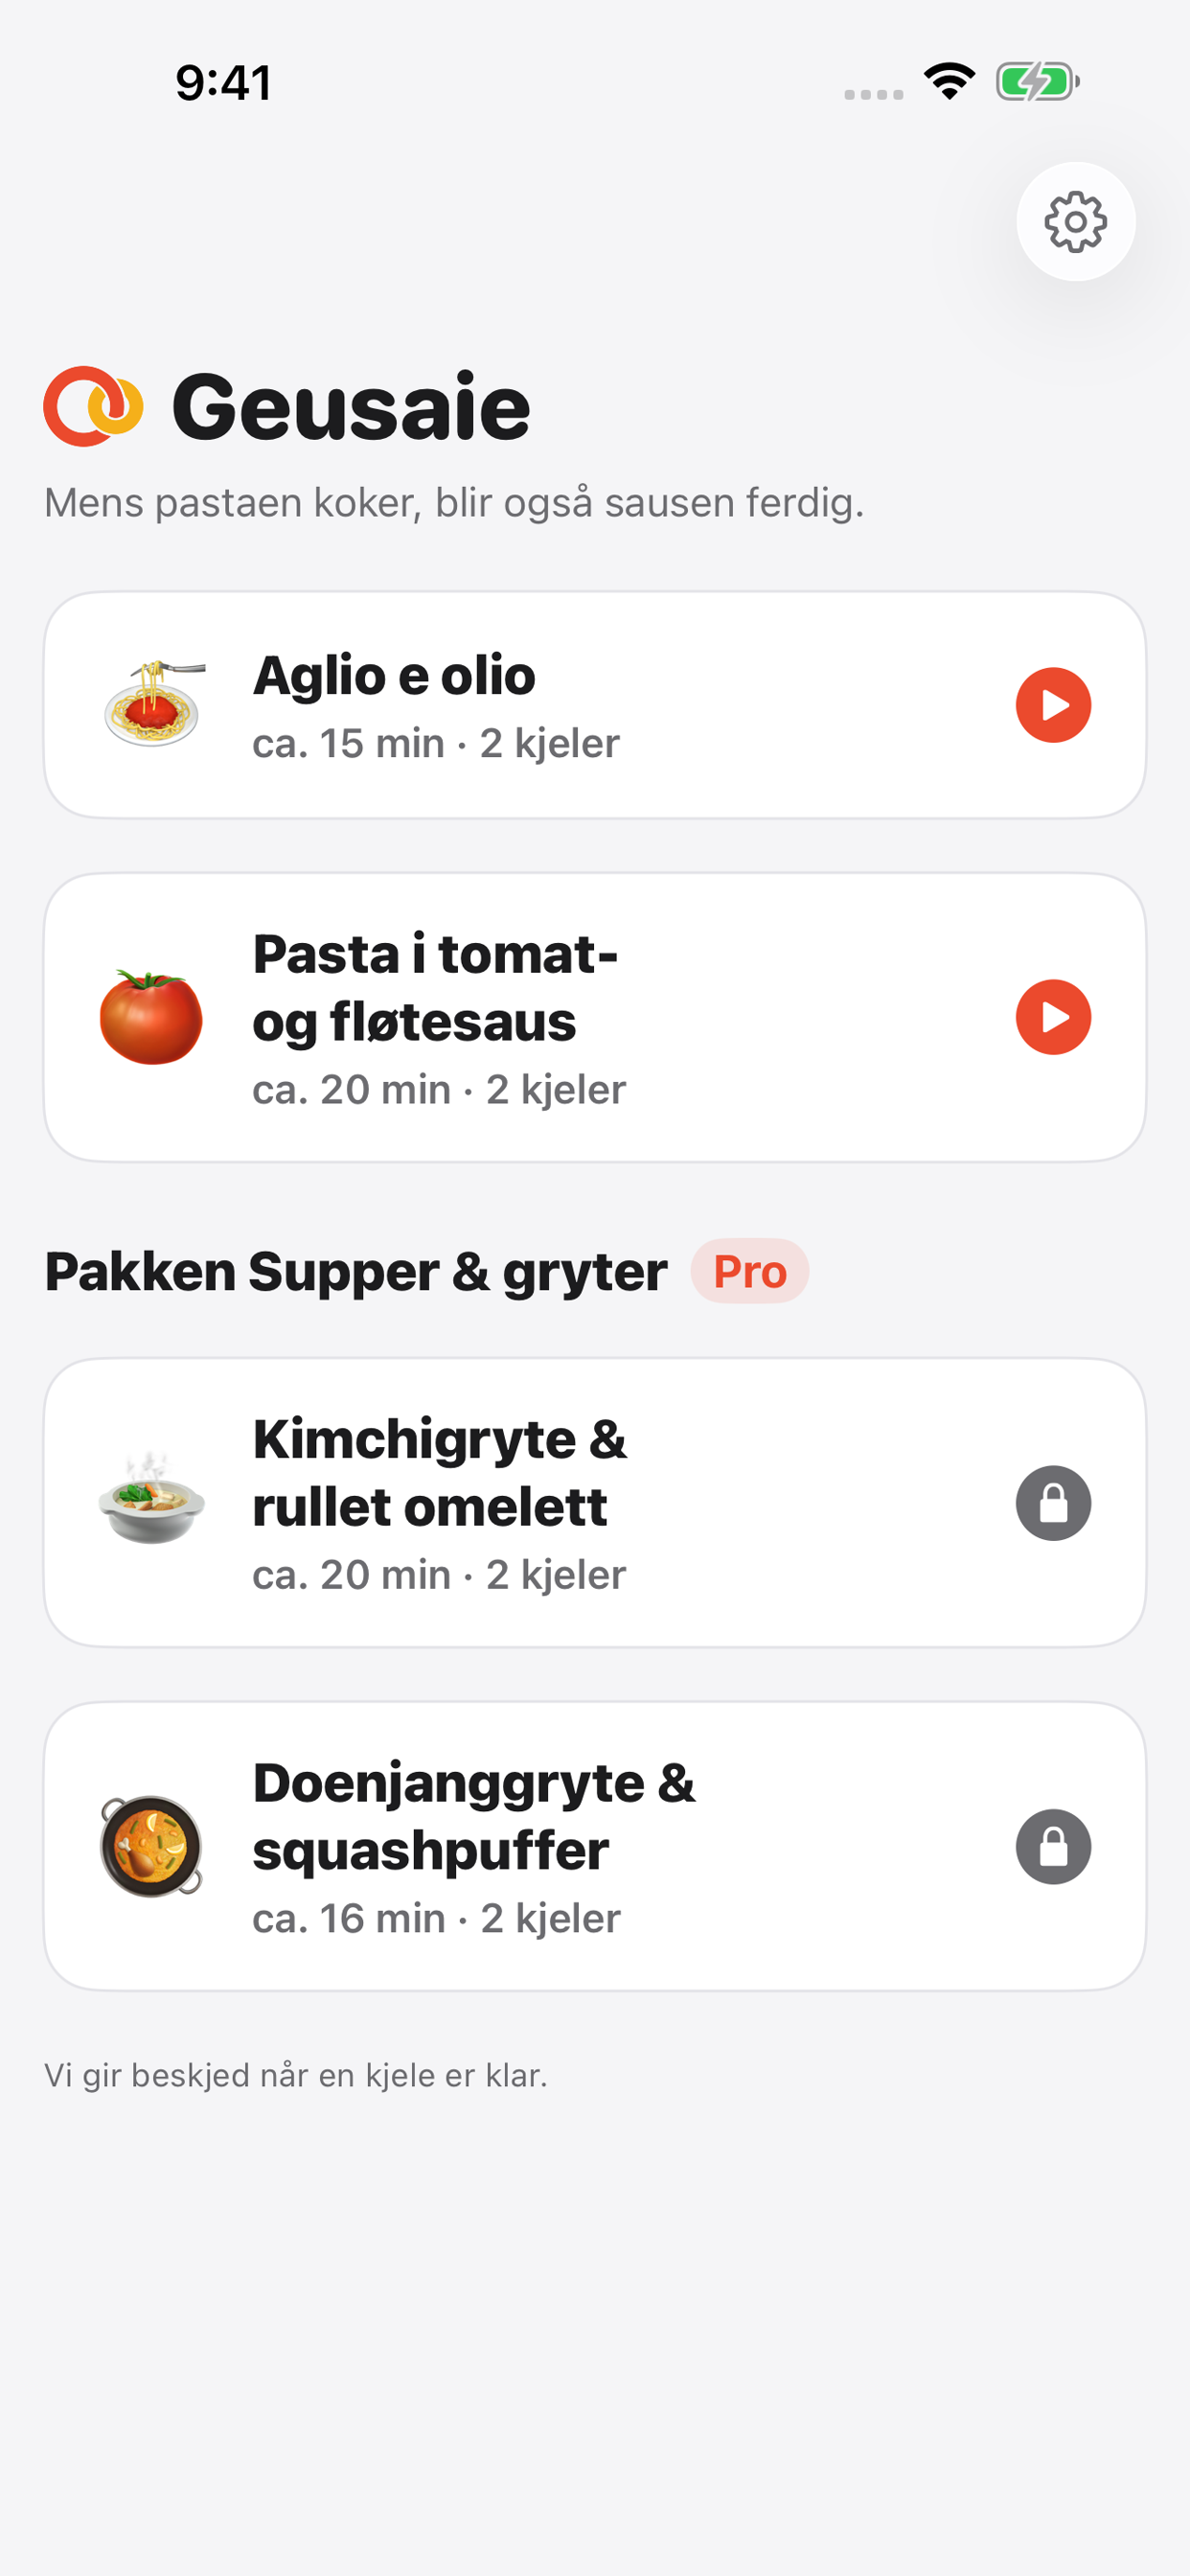 9:41
Geusaie
Mens pastaen koker, blir også sausen ferdig.
Aglio e olio
ca. 15 min · 2 kjeler
Pasta i tomat-
og fløtesaus
ca. 20 min · 2 kjeler
Pakken Supper & gryter Pro
Kimchigryte &
rullet omelett
ca. 20 min · 2 kjeler
Doenjanggryte &
squashpuffer
ca. 16 min · 2 kjeler
Vi gir beskjed når en kjele er klar.